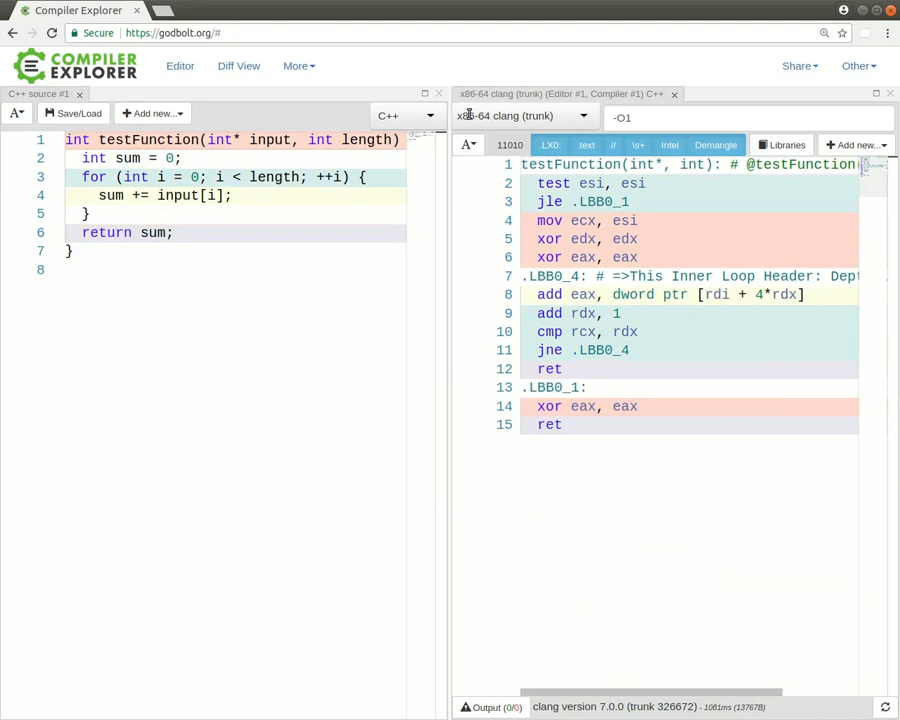 Compiler Explorer
Secure https://godbolt.org/#
COMPILER
EXPLORER
Editor Diff View More Share Other
C++ source #1
A Save/Load Add new... C++
1 int testFunction(int* input, int length)
2 int sum = 0;
3 for (int i = 0; i < length; ++i) {
4 sum += input[i];
5 }
6 return sum;
7 }
8
x86-64 clang (trunk) (Editor #1, Compiler #1) C++
x86-64 clang (trunk) -O1
A 11010 .LX0: .text // \s+ Intel Demangle Libraries Add new...
1 testFunction(int*, int): # @testFunction(
2 test esi, esi
3 jle .LBB0_1
4 mov ecx, esi
5 xor edx, edx
6 xor eax, eax
7 .LBB0_4: # =>This Inner Loop Header: Dept
8 add eax, dword ptr [rdi + 4*rdx]
9 add rdx, 1
10 cmp rcx, rdx
11 jne .LBB0_4
12 ret
13 .LBB0_1:
14 xor eax, eax
15 ret
Output (0/0) clang version 7.0.0 (trunk 326672) - 1081ms (13767B)